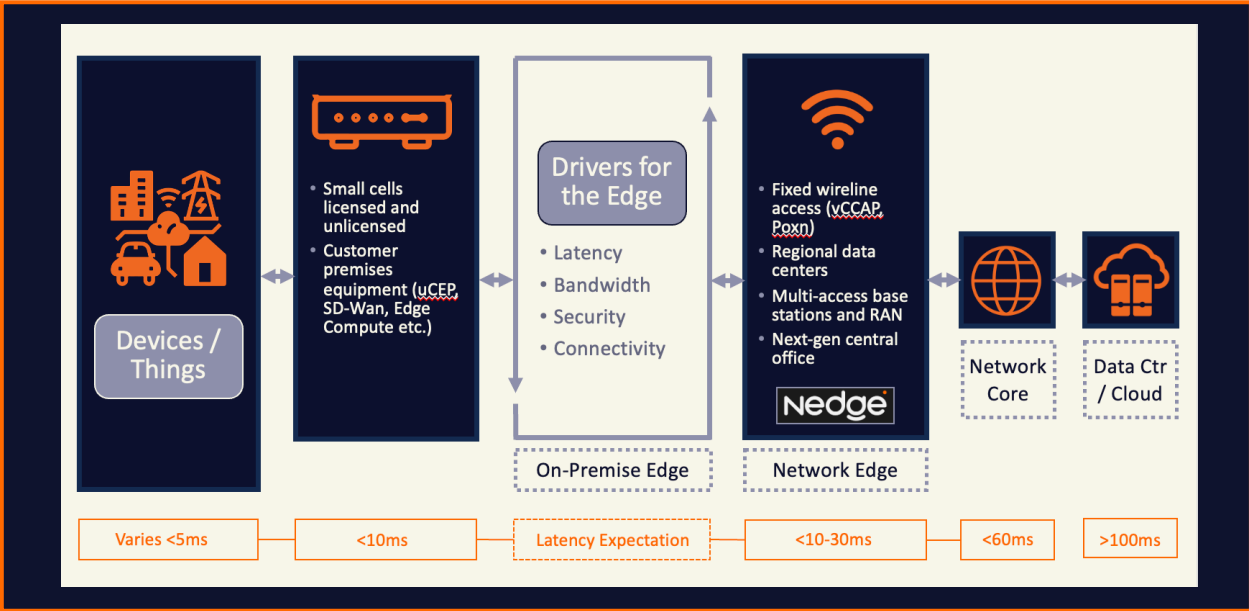 Devices /
Things
• Small cells
licensed and
unlicensed
• Customer
premises
equipment (uCEP,
SD-Wan, Edge
Compute etc.)
Drivers for
the Edge
• Latency
• Bandwidth
• Security
• Connectivity
On-Premise Edge
• Fixed wireline
access (vCCAP,
Poxn)
• Regional data
centers
• Multi-access base
stations and RAN
• Next-gen central
office
Nedge
Network Edge
Network
Core
Data Ctr
/ Cloud
Varies <5ms
<10ms
Latency Expectation
<10-30ms
<60ms
>100ms